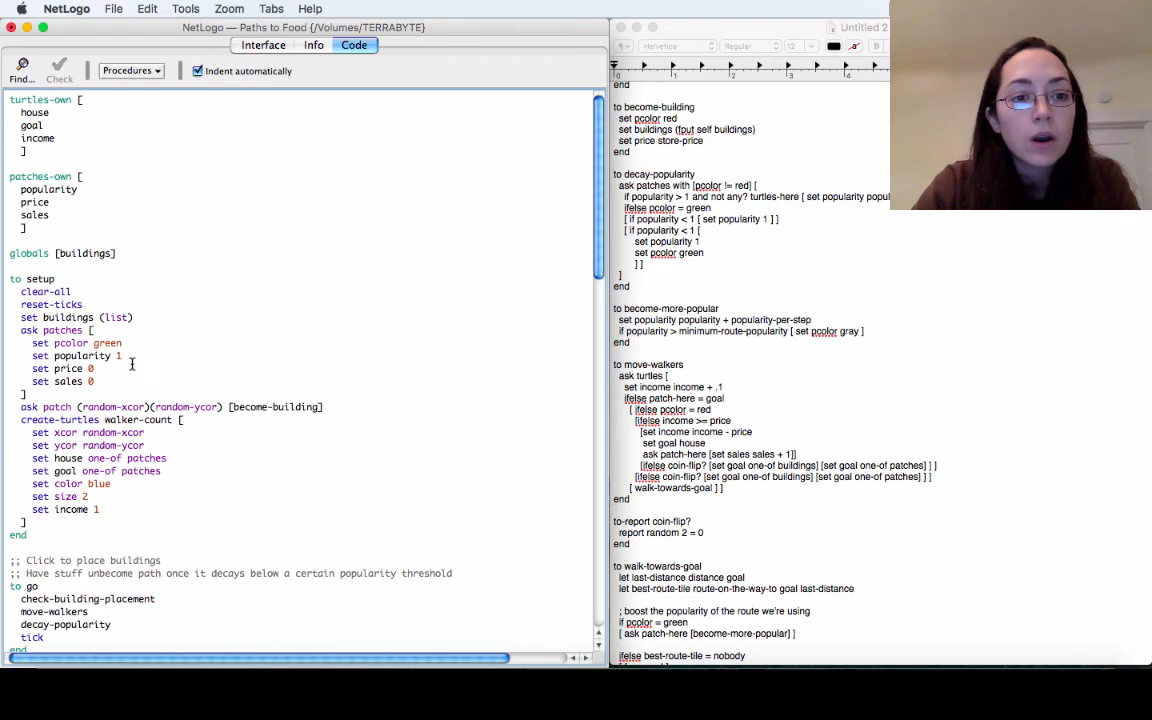 NetLogo File Edit Tools Zoom Tabs Help
NetLogo — Paths to Food {/Volumes/TERRABYTE}
Interface Info Code
Find... Check Procedures Indent automatically
turtles-own [
house
goal
income
]
patches-own [
popularity
price
sales
]
globals [buildings]
to setup
clear-all
reset-ticks
set buildings (list)
ask patches [
set pcolor green
set popularity 1
set price 0
set sales 0
]
ask patch (random-xcor)(random-ycor) [become-building]
create-turtles walker-count [
set xcor random-xcor
set ycor random-ycor
set house one-of patches
set goal one-of patches
set color blue
set size 2
set income 1
]
end
;; Click to place buildings
;; Have stuff unbecome path once it decays below a certain popularity threshold
to go
check-building-placement
move-walkers
decay-popularity
tick
end
Untitled 2
Helvetica Regular 12 B
0 1 2 3 4
end
to become-building
set pcolor red
set buildings (fput self buildings)
set price store-price
end
to decay-popularity
ask patches with [pcolor != red] [
if popularity > 1 and not any? turtles-here [ set popularity popul
ifelse pcolor = green
[ if popularity < 1 [ set popularity 1 ] ]
[ if popularity < 1 [
set popularity 1
set pcolor green
] ]
]
end
to become-more-popular
set popularity popularity + popularity-per-step
if popularity > minimum-route-popularity [ set pcolor gray ]
end
to move-walkers
ask turtles [
set income income + .1
ifelse patch-here = goal
[ ifelse pcolor = red
[ifelse income >= price
[set income income - price
set goal house
ask patch-here [set sales sales + 1]]
[ifelse coin-flip? [set goal one-of buildings] [set goal one-of patches] ] ]
[ifelse coin-flip? [set goal one-of buildings] [set goal one-of patches] ] ]
[ walk-towards-goal ] ]
end
to-report coin-flip?
report random 2 = 0
end
to walk-towards-goal
let last-distance distance goal
let best-route-tile route-on-the-way-to goal last-distance
; boost the popularity of the route we're using
if pcolor = green
[ ask patch-here [become-more-popular] ]
ifelse best-route-tile = nobody